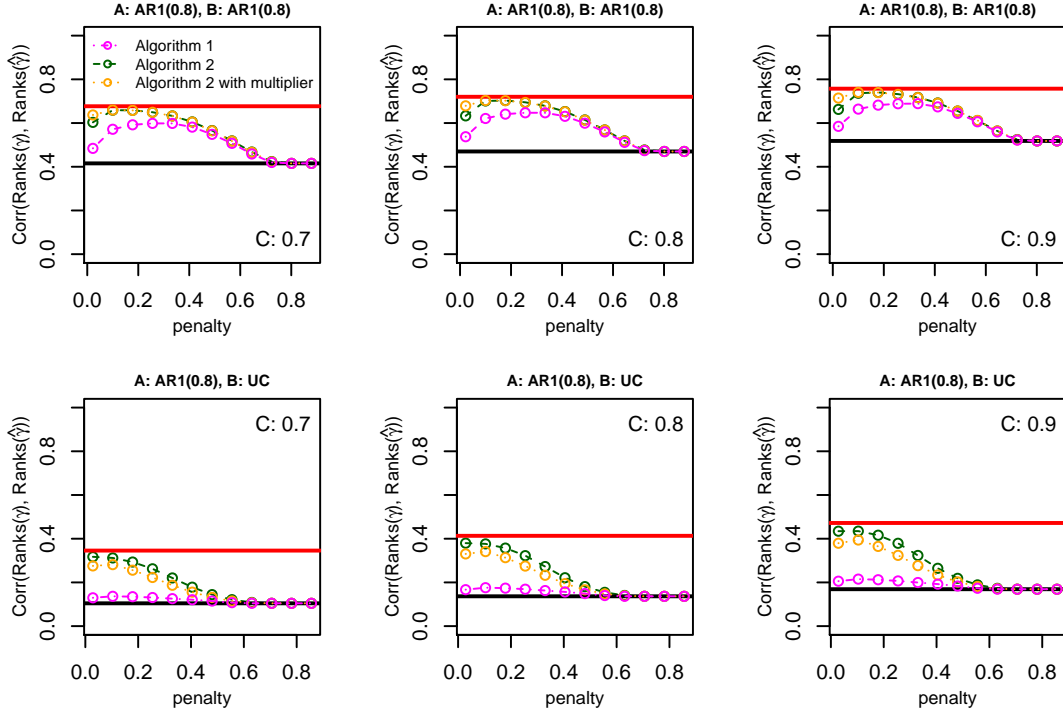 A: AR1(0.8), B: AR1(0.8)
Corr(Ranks(γ), Ranks(γ̂))
0.0 0.4 0.8
Algorithm 1
Algorithm 2
Algorithm 2 with multiplier
C: 0.7
0.0 0.2 0.4 0.6 0.8
penalty
A: AR1(0.8), B: AR1(0.8)
Corr(Ranks(γ), Ranks(γ̂))
0.0 0.4 0.8
C: 0.8
0.0 0.2 0.4 0.6 0.8
penalty
A: AR1(0.8), B: AR1(0.8)
Corr(Ranks(γ), Ranks(γ̂))
0.0 0.4 0.8
C: 0.9
0.0 0.2 0.4 0.6 0.8
penalty
A: AR1(0.8), B: UC
Corr(Ranks(γ), Ranks(γ̂))
0.0 0.4 0.8
C: 0.7
0.0 0.2 0.4 0.6 0.8
penalty
A: AR1(0.8), B: UC
Corr(Ranks(γ), Ranks(γ̂))
0.0 0.4 0.8
C: 0.8
0.0 0.2 0.4 0.6 0.8
penalty
A: AR1(0.8), B: UC
Corr(Ranks(γ), Ranks(γ̂))
0.0 0.4 0.8
C: 0.9
0.0 0.2 0.4 0.6 0.8
penalty